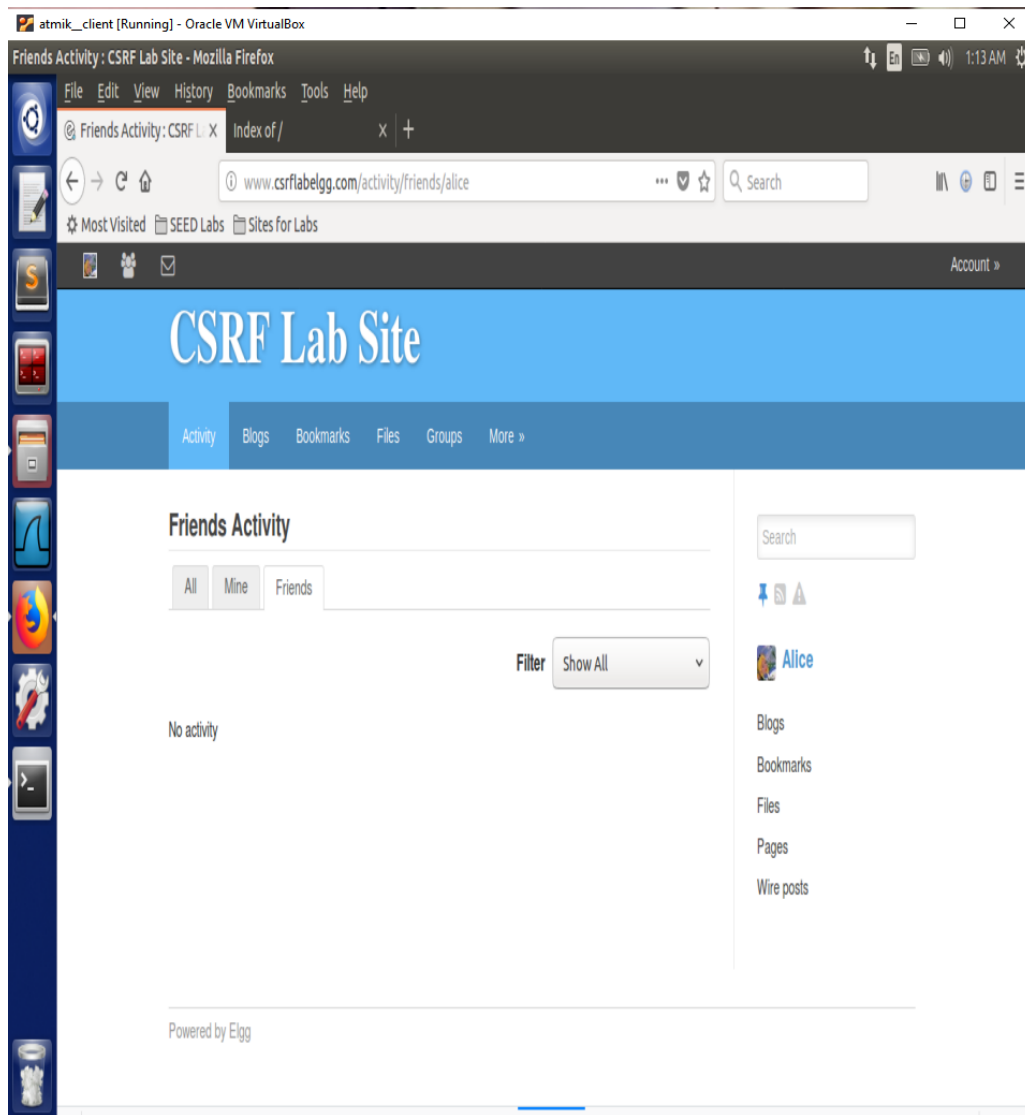 atmik__client [Running] - Oracle VM VirtualBox
Friends Activity : CSRF Lab Site - Mozilla Firefox
En
1:13 AM
File Edit View History Bookmarks Tools Help
Friends Activity : CSRF L
Index of /
www.csrflabelgg.com/activity/friends/alice
Search
Most Visited SEED Labs Sites for Labs
Account »
CSRF Lab Site
Activity Blogs Bookmarks Files Groups More »
Friends Activity
All Mine Friends
Filter Show All
No activity
Search
Alice
Blogs
Bookmarks
Files
Pages
Wire posts
Powered by Elgg